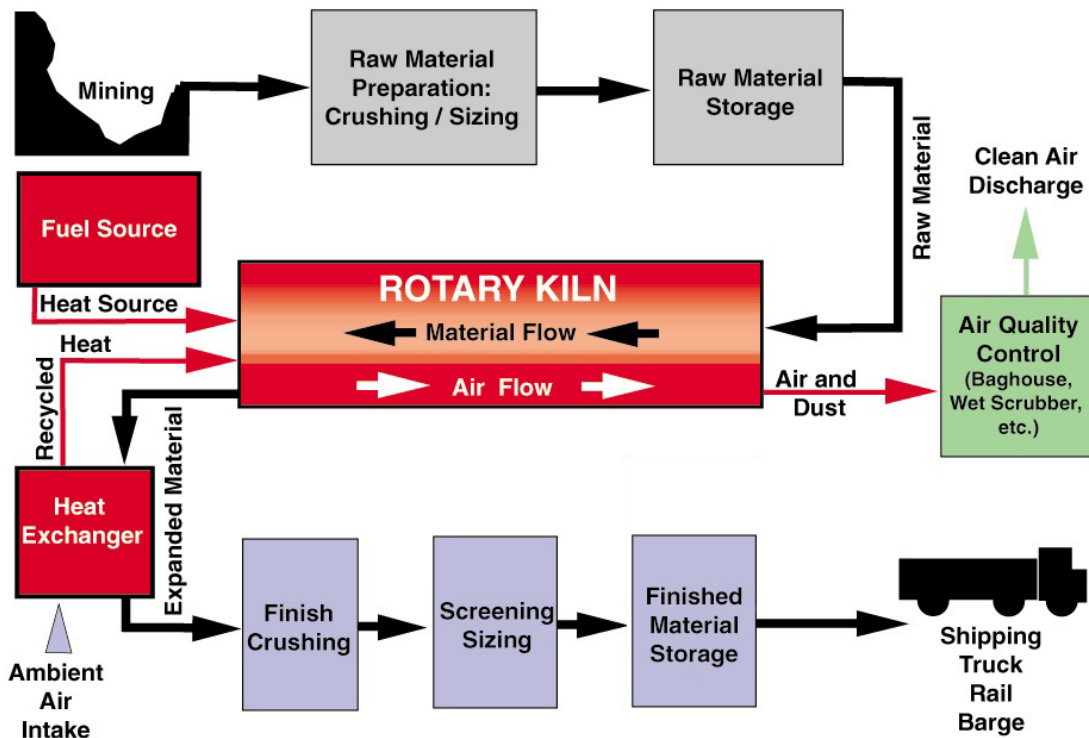 Mining
Raw Material
Preparation:
Crushing / Sizing
Raw Material
Storage
Raw Material
Clean Air
Discharge
Fuel Source
Heat Source
ROTARY KILN
Material Flow
Air Flow
Air Quality
Control
(Baghouse,
Wet Scrubber,
etc.)
Air and
Dust
Recycled
Heat
Heat
Exchanger
Expanded Material
Ambient
Air
Intake
Finish
Crushing
Screening
Sizing
Finished
Material
Storage
Shipping
Truck
Rail
Barge